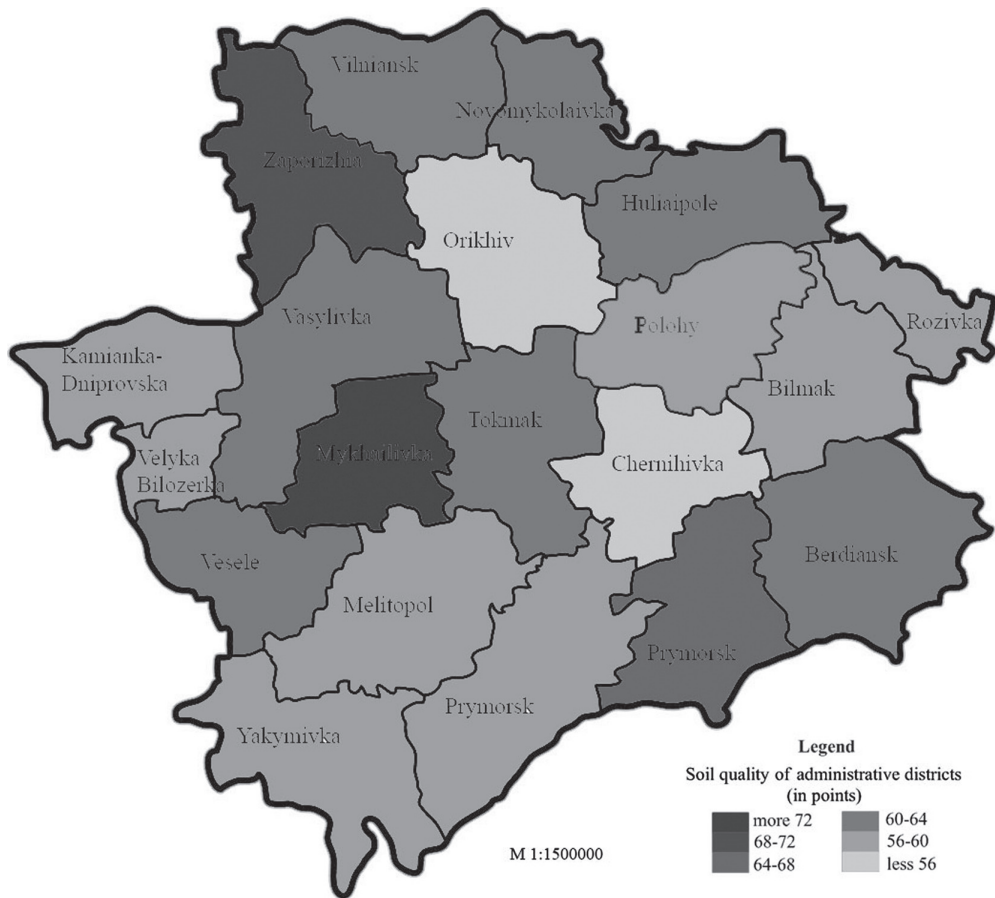 Vilniansk
Novomykolaivka
Zaporizhia
Huliaipole
Orikhiv
Vasylivka
Polohy
Rozivka
Kamianka-
Dniprovska
Bilmak
Tokmak
Mykhailivka
Velyka
Bilozerka
Chernihivka
Vesele
Berdiansk
Melitopol
Prymorsk
Prymorsk
Yakymivka
Legend
Soil quality of administrative districts
(in points)
more 72
68-72
64-68
60-64
56-60
less 56
M 1:1500000